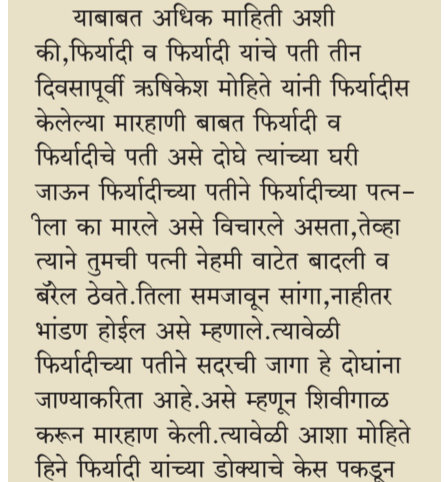 याबाबत अधिक माहिती अशी
की,फिर्यादी व फिर्यादी यांचे पती तीन
दिवसापूर्वी ऋषिकेश मोहिते यांनी फिर्यादीस
केलेल्या मारहाणी बाबत फिर्यादी व
फिर्यादीचे पती असे दोघे त्यांच्या घरी
जाऊन फिर्यादीच्या पतीने फिर्यादीच्या पत्न-
ीला का मारले असे विचारले असता,तेव्हा
त्याने तुमची पत्नी नेहमी वाटेत बादली व
बॅरेल ठेवते.तिला समजावून सांगा,नाहीतर
भांडण होईल असे म्हणाले.त्यावेळी
फिर्यादीच्या पतीने सदरची जागा हे दोघांना
जाण्याकरिता आहे.असे म्हणून शिवीगाळ
करून मारहाण केली.त्यावेळी आशा मोहिते
हिने फिर्यादी यांच्या डोक्याचे केस पकडून